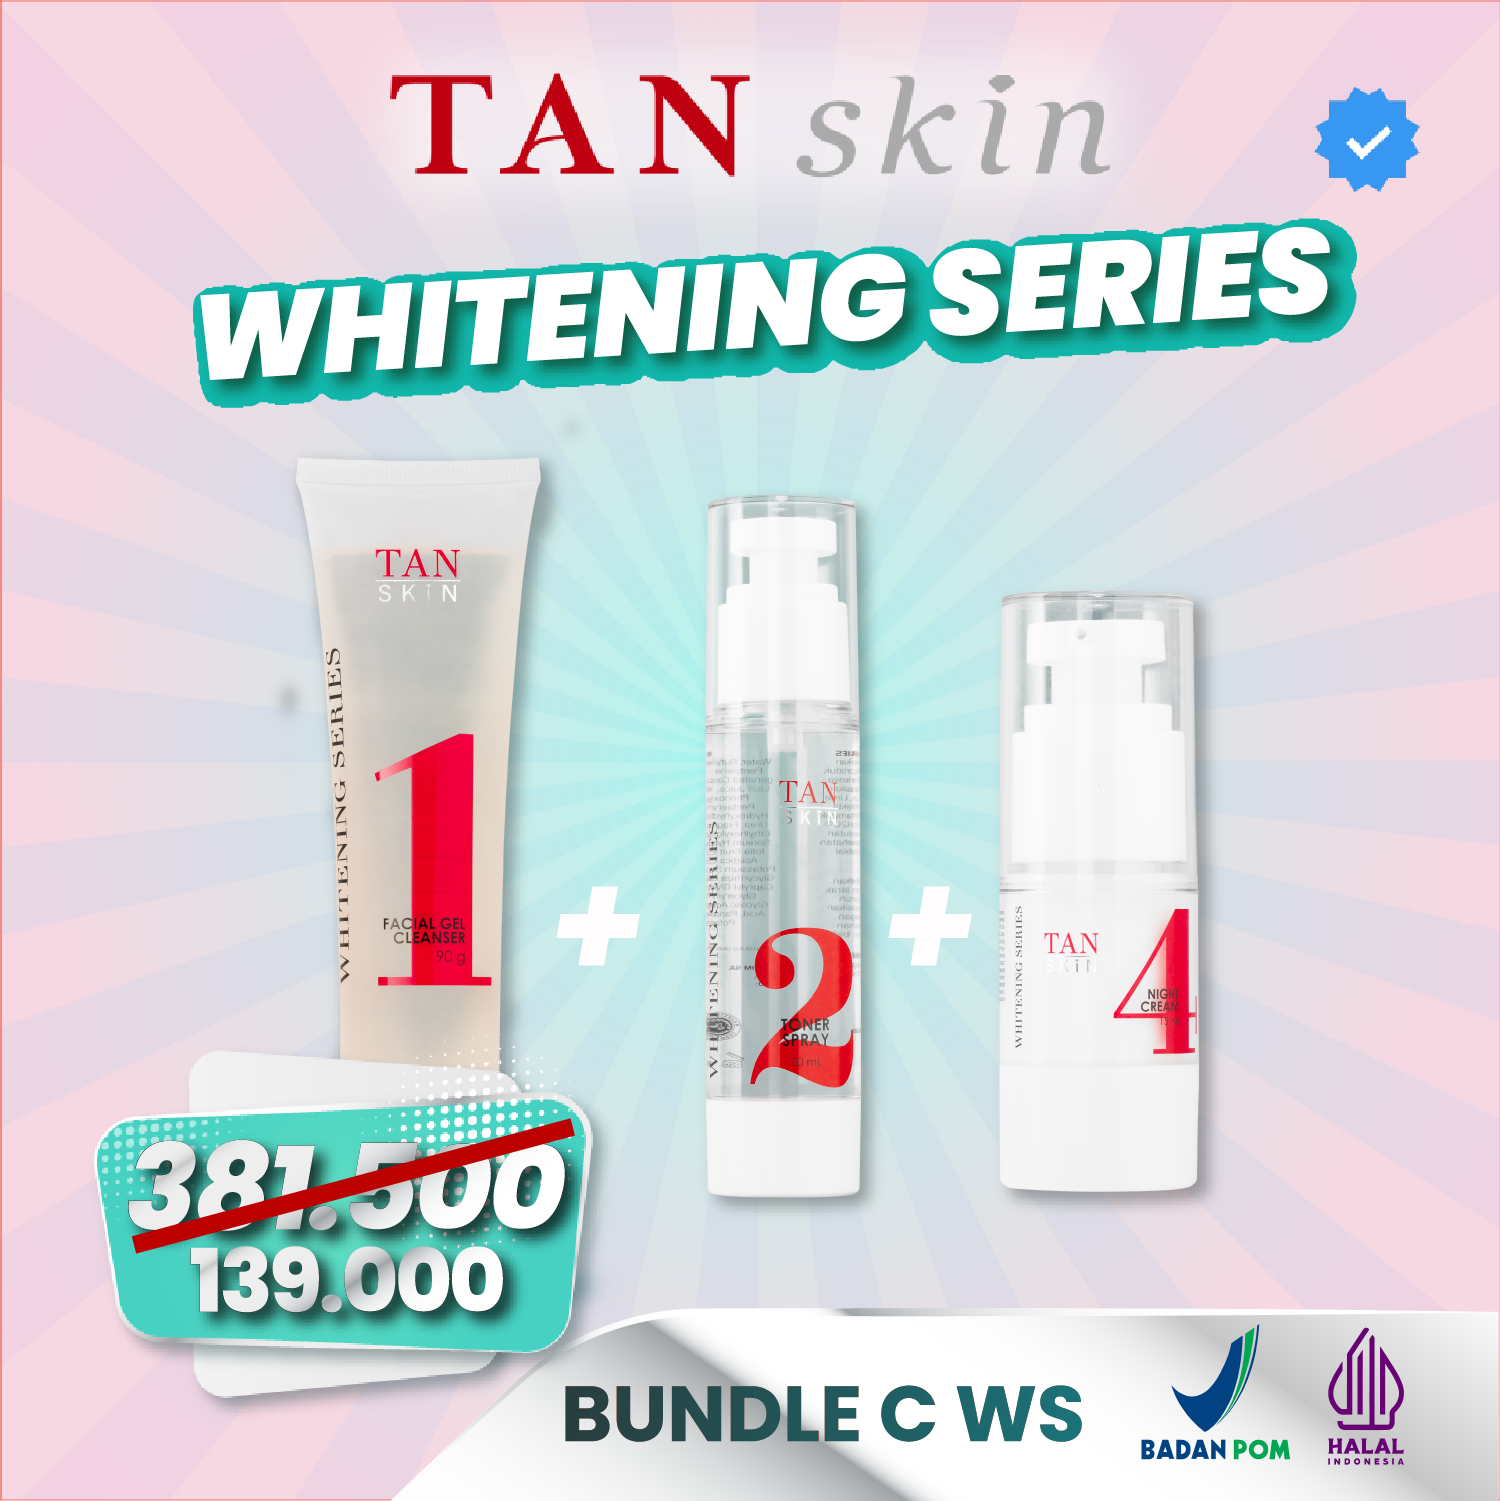 TAN skin
WHITENING SERIES
TAN
SKiN
WHITENING SERIES
1
FACIAL GEL
CLEANSER
90 g
TAN
SKiN
WHITENING SERIES
2
TONER
SPRAY
TAN
SKiN
WHITENING SERIES
4
NIGHT
CREAM
381.500
139.000
BUNDLE C WS
BADAN POM
HALAL
INDONESIA